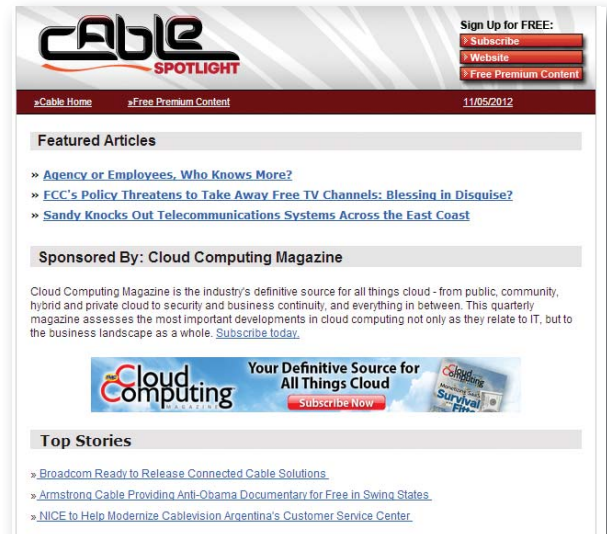 cable
SPOTLIGHT
Sign Up for FREE:
» Subscribe
» Website
» Free Premium Content
»Cable Home
»Free Premium Content
11/05/2012
Featured Articles
» Agency or Employees, Who Knows More?
» FCC's Policy Threatens to Take Away Free TV Channels: Blessing in Disguise?
» Sandy Knocks Out Telecommunications Systems Across the East Coast
Sponsored By: Cloud Computing Magazine
Cloud Computing Magazine is the industry's definitive source for all things cloud - from public, community,
hybrid and private cloud to security and business continuity, and everything in between. This quarterly
magazine assesses the most important developments in cloud computing not only as they relate to IT, but to
the business landscape as a whole. Subscribe today.
Cloud
Computing
MAGAZINE
Your Definitive Source for
All Things Cloud
Subscribe Now
Cloud
Computing
Survival
Top Stories
» Broadcom Ready to Release Connected Cable Solutions
» Armstrong Cable Providing Anti-Obama Documentary for Free in Swing States
» NICE to Help Modernize Cablevision Argentina's Customer Service Center